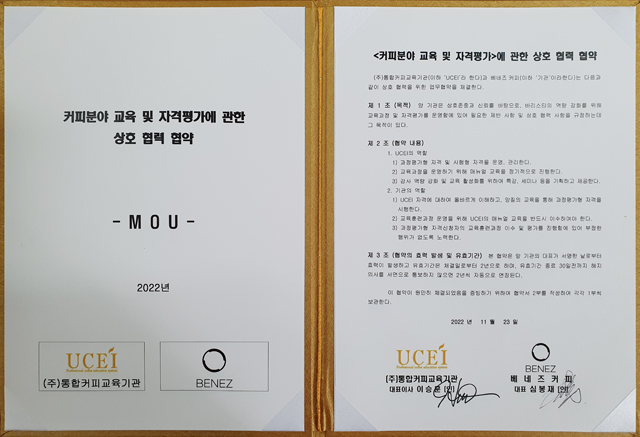 커피분야 교육 및 자격평가에 관한
상호 협력 협약
- M O U -
2022년
UCEI
(주)통합커피교육기관
BENEZ
<커피분야 교육 및 자격평가>에 관한 상호 협력 협약
(주)통합커피교육기관(이하 'UCEI'라 한다)과 베네즈 커피(이하 '기관'이라한다)는 다음과
같이 상호 협력을 위한 업무협약을 체결한다.
제 1 조 (목적) 양 기관은 상호존중과 신뢰를 바탕으로, 바리스타의 역량 강화를 위해
교육과정 및 자격평가를 운영함에 있어 필요한 제반 사항 및 상호 협력 사항을 규정하는데
그 목적이 있다.
제 2 조 (협약 내용)
1. UCEI의 역할
1) 과정평가형 자격 및 시험형 자격을 운영, 관리한다.
2) 교육과정을 운영하기 위해 매뉴얼 교육을 정기적으로 진행한다.
3) 강사 역량 강화 및 교육 활성화를 위하여 특강, 세미나 등을 기획하고 제공한다.
2. 기관의 역할
1) UCEI 자격에 대하여 올바르게 이해하고, 양질의 교육을 통해 과정평가형 자격을
시행한다.
2) 교육훈련과정 운영을 위해 UCEI의 매뉴얼 교육을 반드시 이수하여야 한다.
3) 과정평가형 자격신청자의 교육훈련과정 이수 및 평가를 진행함에 있어 부정한
행위가 없도록 노력한다.
제 3 조 (협약의 효력 발생 및 유효기간) 본 협약은 양 기관의 대표가 서명한 날로부터
효력이 발생하고 유효기간은 체결일로부터 2년으로 하며, 유효기간 종료 30일전까지 해지
의사를 서면으로 통보하지 않으면 2년씩 자동으로 연장된다.
이 협약이 원만히 체결되었음을 증빙하기 위하여 협약서 2부를 작성하여 각각 1부씩
보관한다.
2022 년 11 월 23 일
UCEI
(주)통합커피교육기관
대표이사 이승훈 (인)
BENEZ
베네즈커피
대표 심봉재 (인)